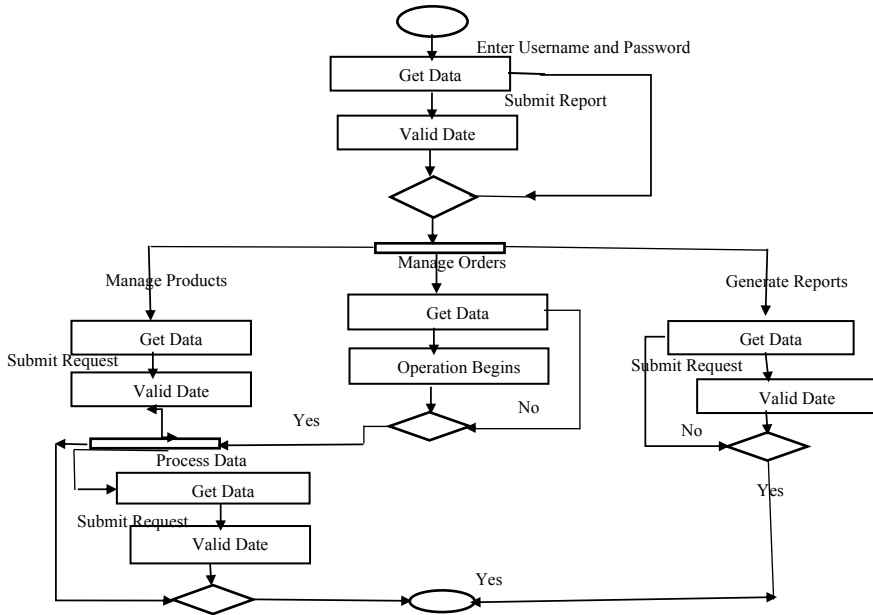 Enter Username and Password
Get Data
Submit Report
Valid Date
Manage Orders
Manage Products
Generate Reports
Get Data
Get Data
Get Data
Submit Request
Submit Request
Operation Begins
Valid Date
Valid Date
Yes
No
No
Process Data
Get Data
Yes
Submit Request
Valid Date
Yes